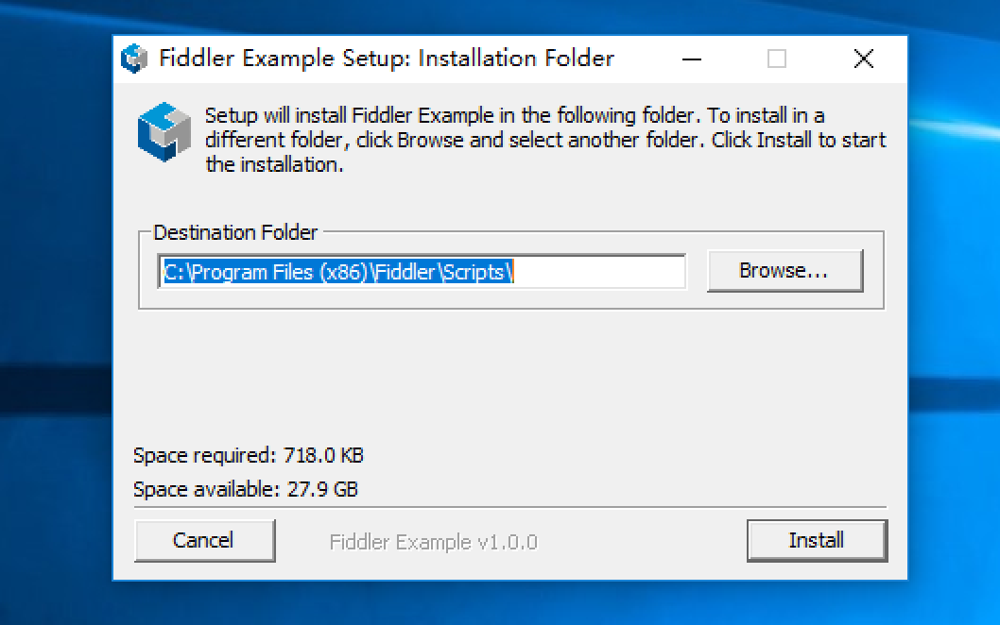 Fiddler Example Setup: Installation Folder
Setup will install Fiddler Example in the following folder. To install in a
different folder, click Browse and select another folder. Click Install to start
the installation.
Destination Folder
C:\Program Files (x86)\Fiddler\Scripts\
Browse...
Space required: 718.0 KB
Space available: 27.9 GB
Cancel
Fiddler Example v1.0.0
Install